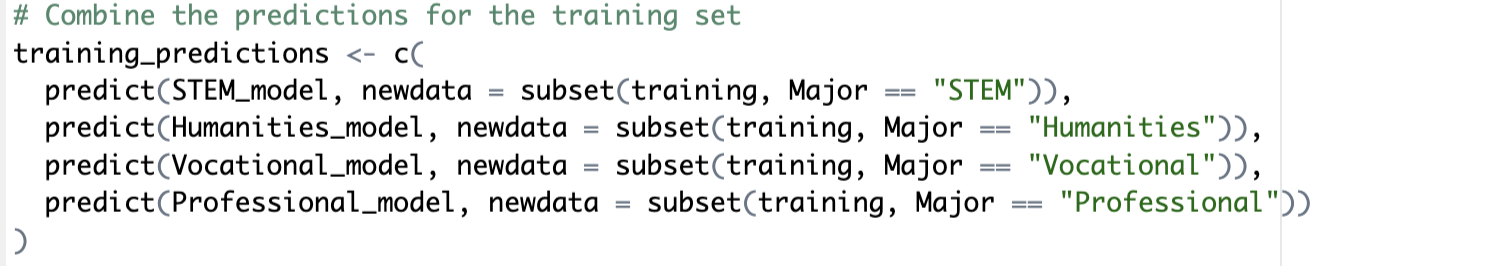 # Combine the predictions for the training set
training_predictions <- c(
  predict(STEM_model, newdata = subset(training, Major == "STEM")),
  predict(Humanities_model, newdata = subset(training, Major == "Humanities")),
  predict(Vocational_model, newdata = subset(training, Major == "Vocational")),
  predict(Professional_model, newdata = subset(training, Major == "Professional"))
)